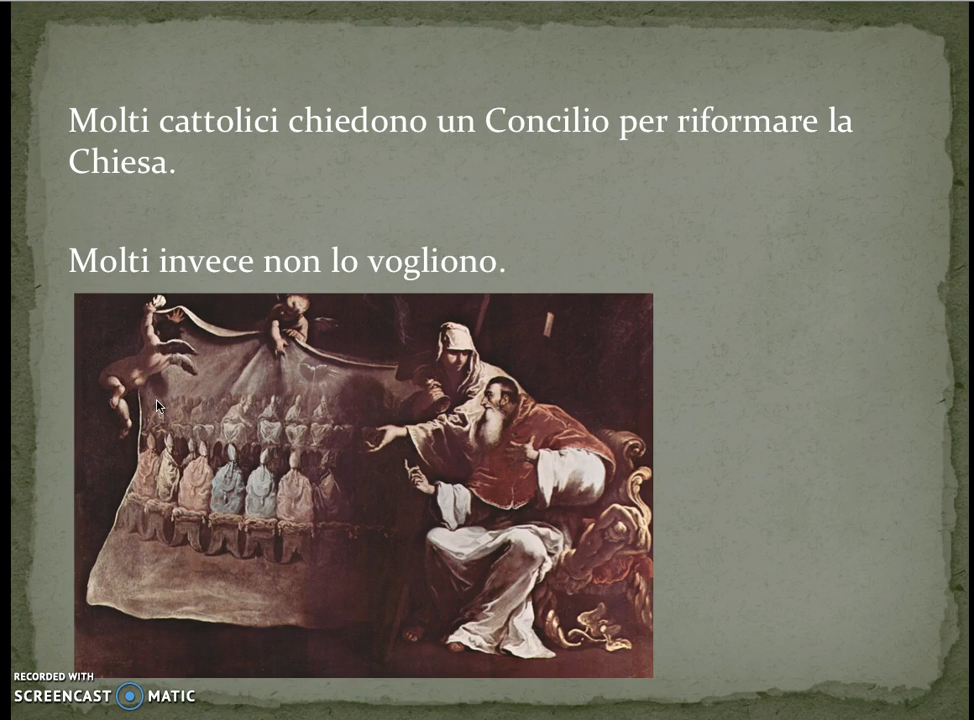 Molti cattolici chiedono un Concilio per riformare la
Chiesa.
Molti invece non lo vogliono.
RECORDED WITH
SCREENCAST MATIC